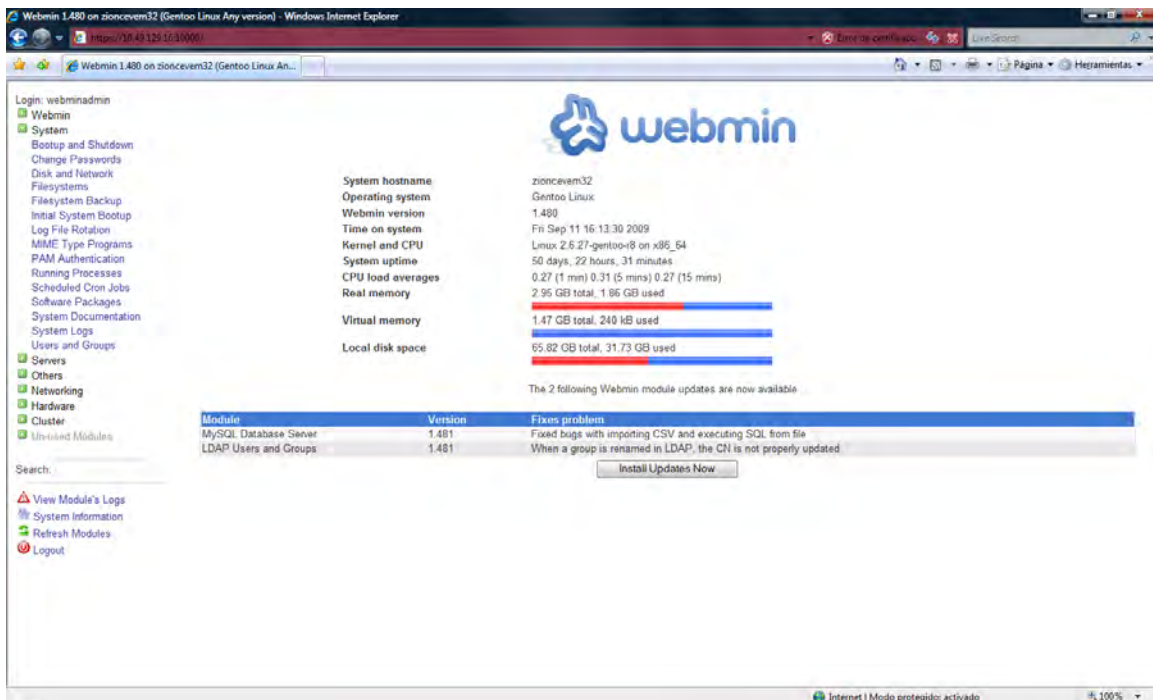 Webmin 1.480 on zioncevem32 (Gentoo Linux Any version) - Windows Internet Explorer
Error de certificado Live Search
Webmin 1.480 on zioncevem32 (Gentoo Linux An... Página Herramientas
Login: webminadmin
Webmin
System
Bootup and Shutdown
Change Passwords
Disk and Network
Filesystems
Filesystem Backup
Initial System Bootup
Log File Rotation
MIME Type Programs
PAM Authentication
Running Processes
Scheduled Cron Jobs
Software Packages
System Documentation
System Logs
Users and Groups
Servers
Others
Networking
Hardware
Cluster
Un-used Modules
Search:
View Module's Logs
System Information
Refresh Modules
Logout
webmin
System hostname zioncevem32
Operating system Gentoo Linux
Webmin version 1.480
Time on system Fri Sep 11 16:13:30 2009
Kernel and CPU Linux 2.6.27-gentoo-r8 on x86_64
System uptime 50 days, 22 hours, 31 minutes
CPU load averages 0.27 (1 min) 0.31 (5 mins) 0.27 (15 mins)
Real memory 2.95 GB total, 1.86 GB used
Virtual memory 1.47 GB total, 240 kB used
Local disk space 65.82 GB total, 31.73 GB used
The 2 following Webmin module updates are now available
Module Version Fixes problem
MySQL Database Server 1.481 Fixed bugs with importing CSV and executing SQL from file
LDAP Users and Groups 1.481 When a group is renamed in LDAP, the CN is not properly updated
Install Updates Now
Internet | Modo protegido: activado 100%